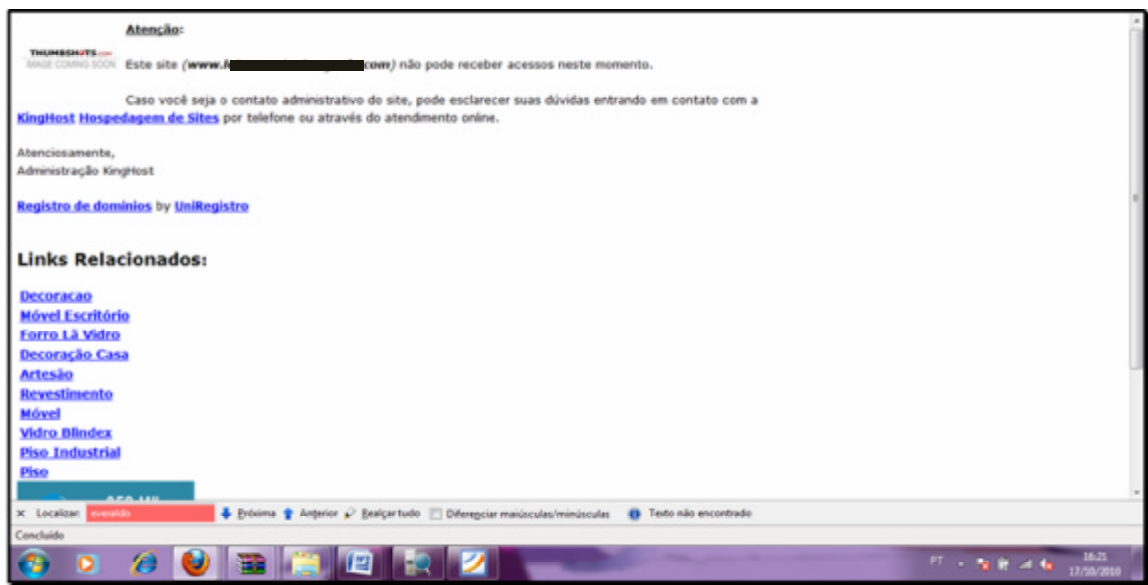 Atenção:
THUMBSHOTS.com
IMAGE COMING SOON
Este site (www. com) não pode receber acessos neste momento.
Caso você seja o contato administrativo do site, pode esclarecer suas dúvidas entrando em contato com a
KingHost Hospedagem de Sites por telefone ou através do atendimento online.
Atenciosamente,
Administração KingHost
Registro de domínios by UniRegistro
Links Relacionados:
Decoracao
Móvel Escritório
Forro Lã Vidro
Decoração Casa
Artesão
Revestimento
Móvel
Vidro Blindex
Piso Industrial
Piso
× Localizar: everaldo Próxima Anterior Realçar tudo Diferenciar maiúsculas/minúsculas Texto não encontrado
Concluído
PT 16:21
17/10/2010